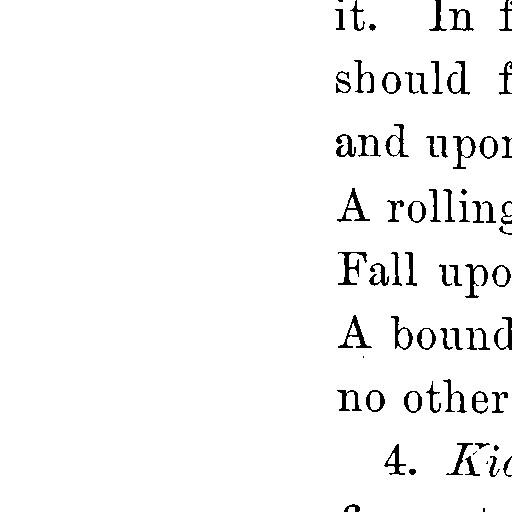 it. In f
should f
and upon
A rolling
Fall upo
A bound
no other
4. Kic